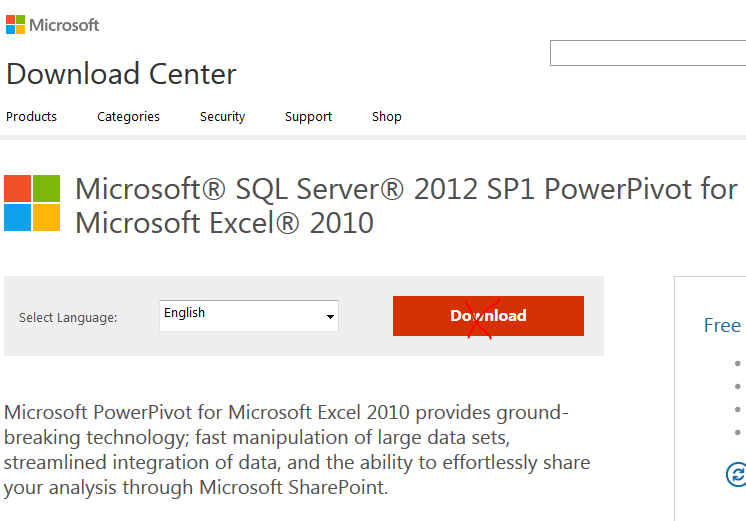 Microsoft
Download Center
Products Categories Security Support Shop
Microsoft® SQL Server® 2012 SP1 PowerPivot for
Microsoft Excel® 2010
Select Language: English Download
Free
Microsoft PowerPivot for Microsoft Excel 2010 provides ground-
breaking technology; fast manipulation of large data sets,
streamlined integration of data, and the ability to effortlessly share
your analysis through Microsoft SharePoint.